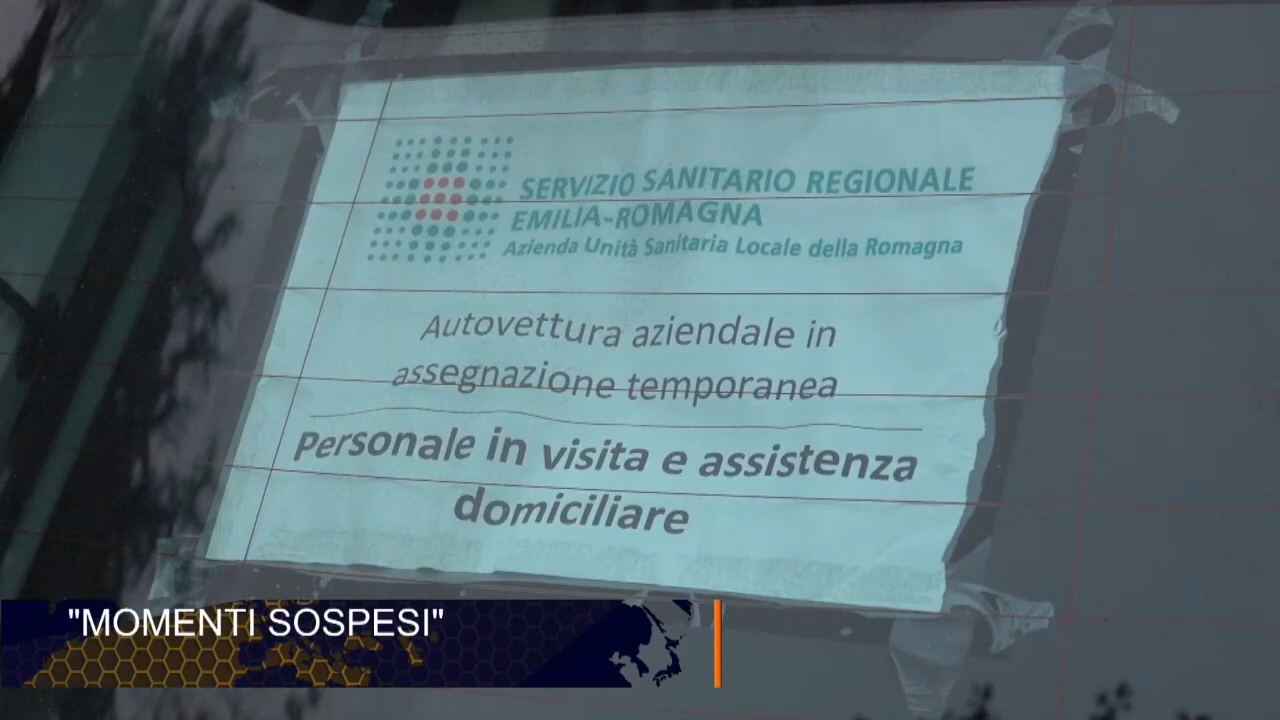 SERVIZIO SANITARIO REGIONALE
EMILIA-ROMAGNA
Azienda Unità Sanitaria Locale della Romagna
Autovettura aziendale in
assegnazione temporanea
Personale in visita e assistenza
domiciliare
"MOMENTI SOSPESI"